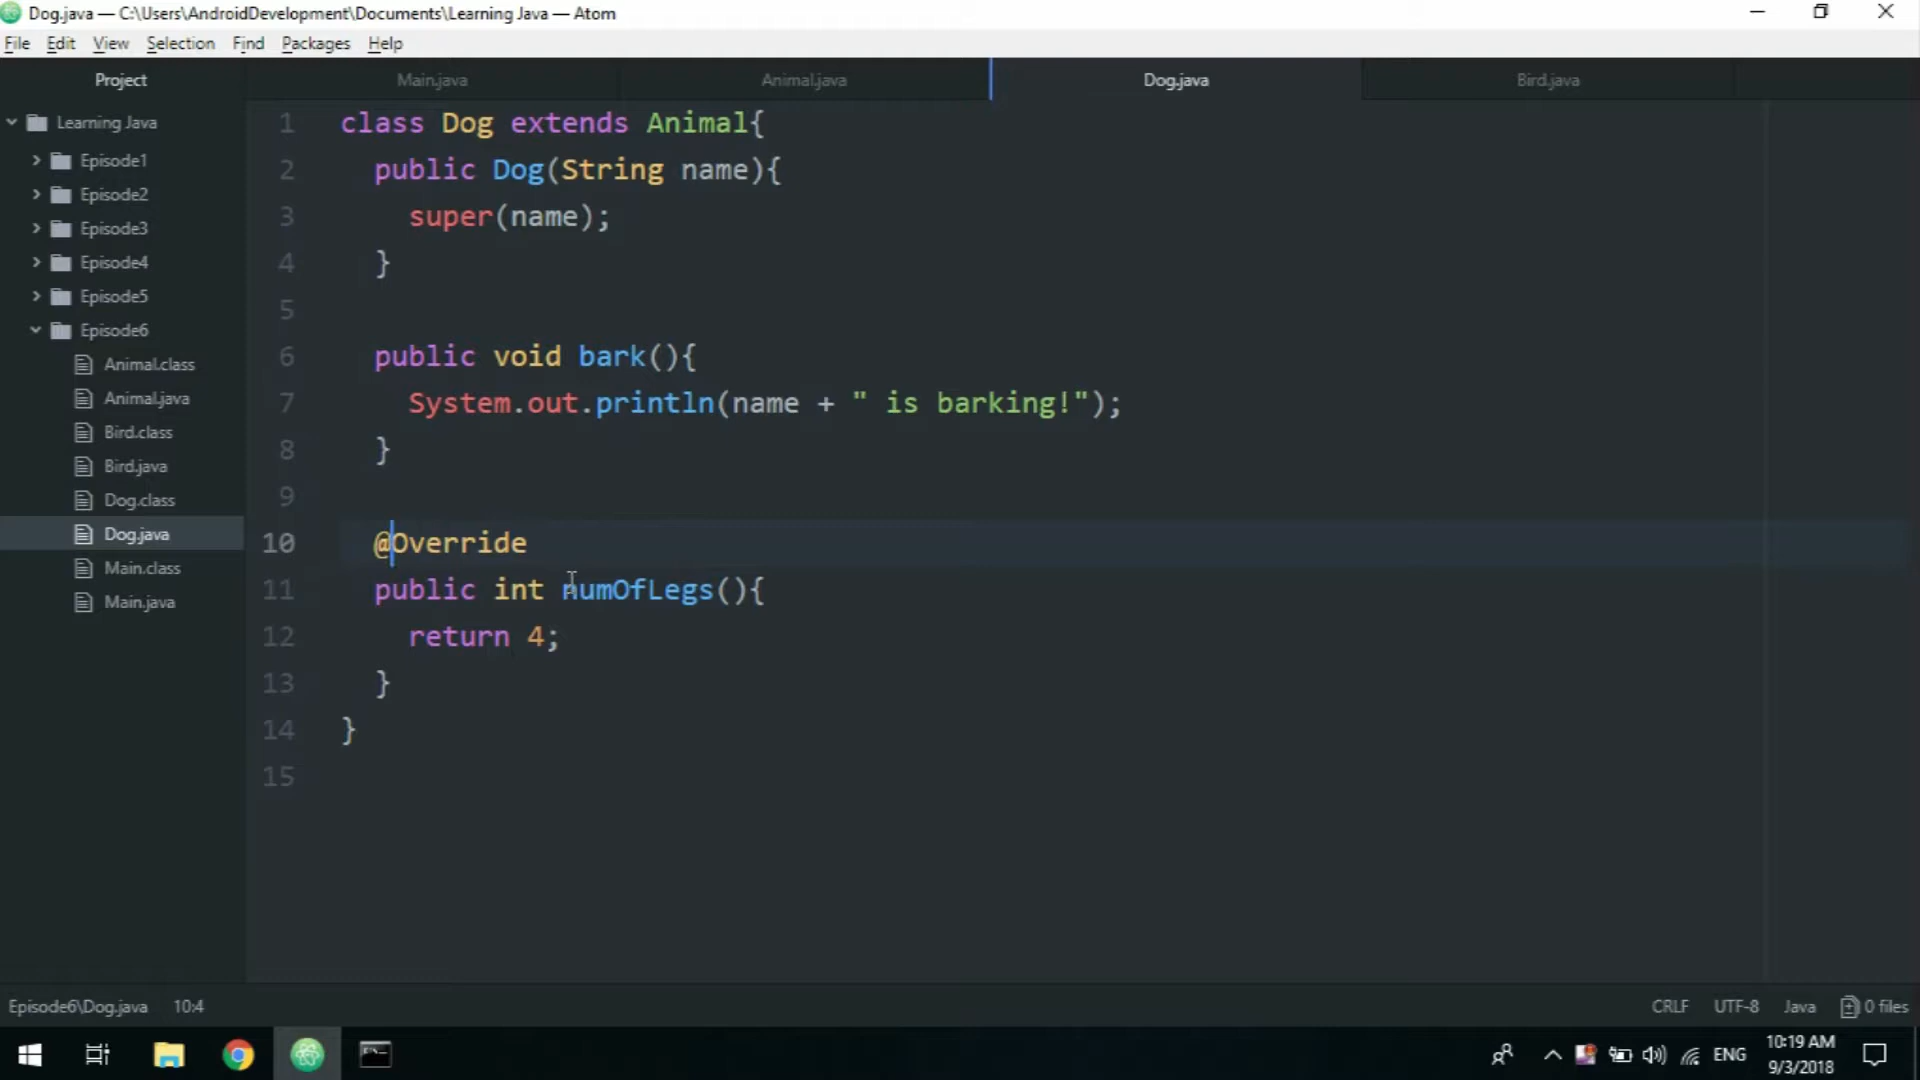 Dog.java — C:\Users\AndroidDevelopment\Documents\Learning Java — Atom
File Edit View Selection Find Packages Help
Project
Main.java
Animal.java
Dog.java
Bird.java
Learning Java
Episode1
Episode2
Episode3
Episode4
Episode5
Episode6
Animal.class
Animal.java
Bird.class
Bird.java
Dog.class
Dog.java
Main.class
Main.java
1 class Dog extends Animal{
2 public Dog(String name){
3 super(name);
4 }
5
6 public void bark(){
7 System.out.println(name + " is barking!");
8 }
9
10 @Override
11 public int numOfLegs(){
12 return 4;
13 }
14 }
15
Episode6\Dog.java 10:4
CRLF UTF-8 Java 0 files
ENG
10:19 AM
9/3/2018